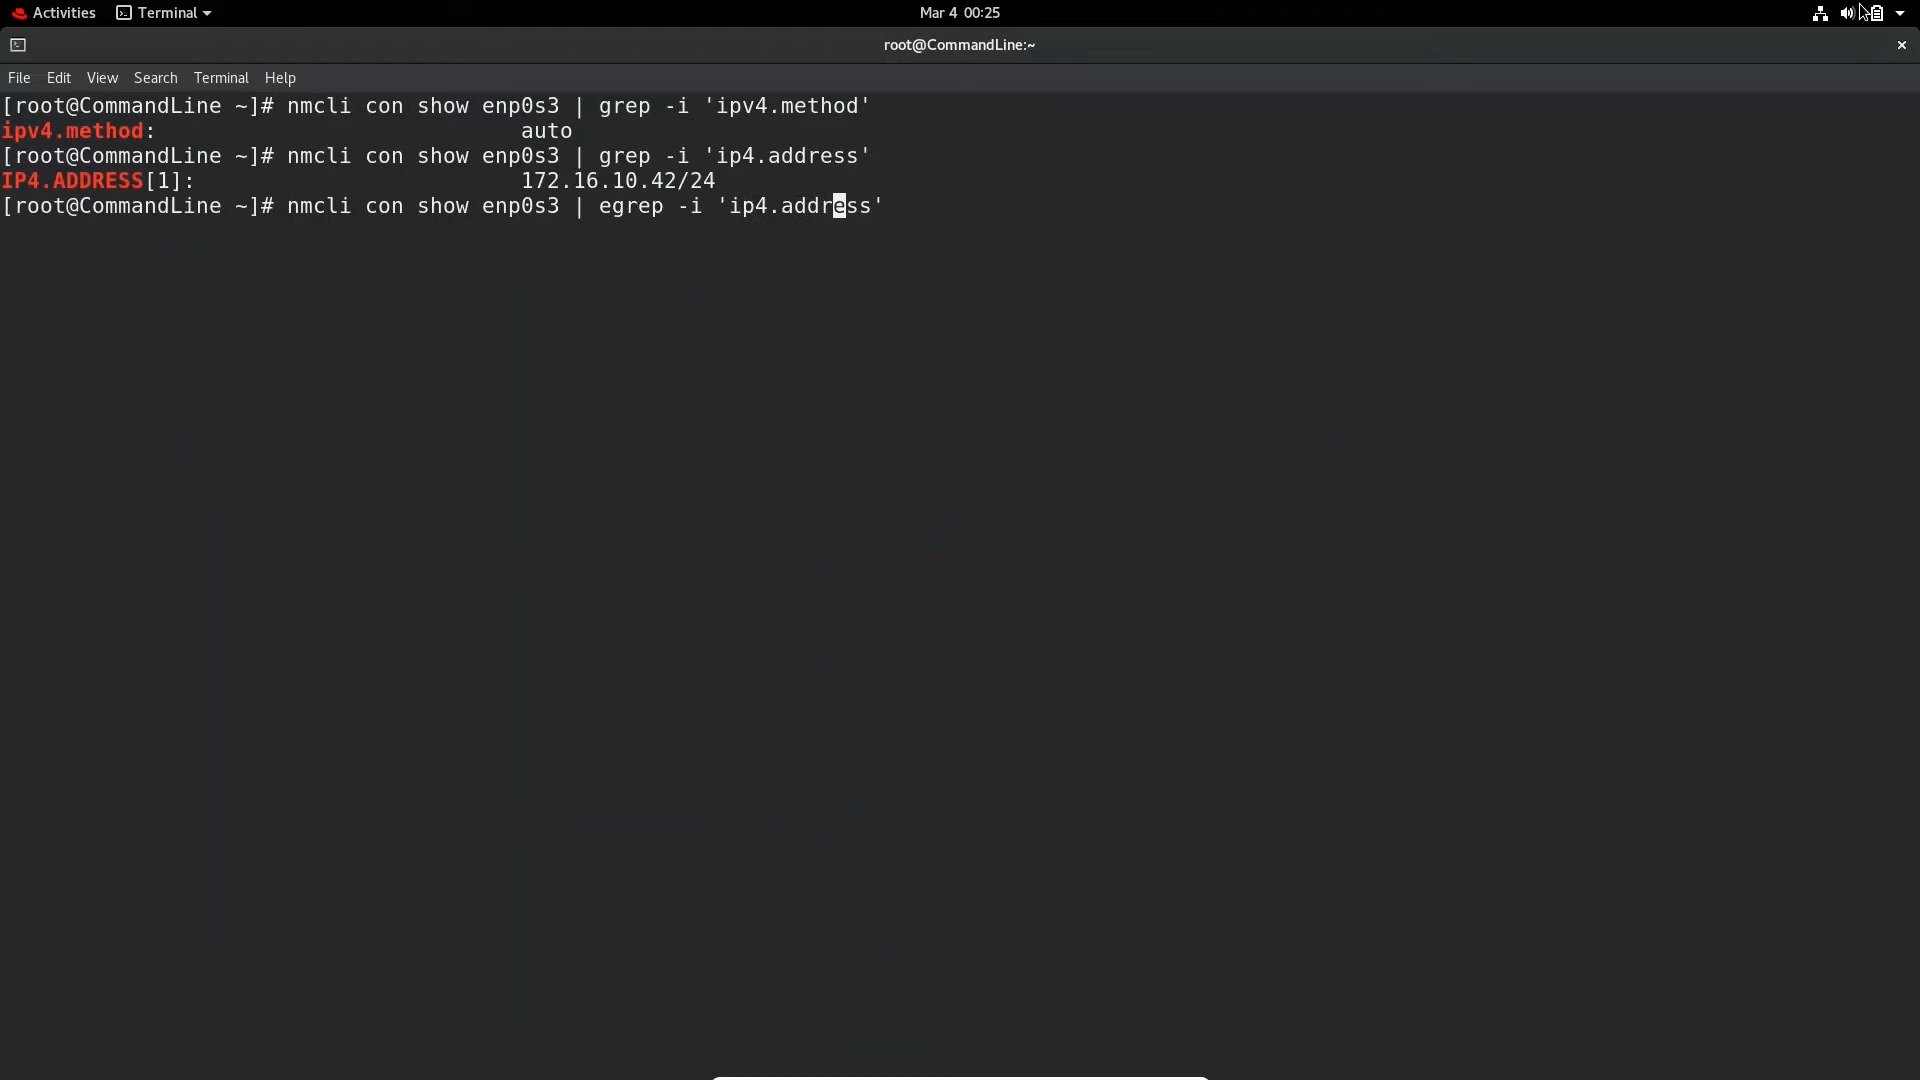 Activities Terminal Mar 4 00:25
root@CommandLine:~ ×
File Edit View Search Terminal Help
[root@CommandLine ~]# nmcli con show enp0s3 | grep -i 'ipv4.method'
ipv4.method: auto
[root@CommandLine ~]# nmcli con show enp0s3 | grep -i 'ip4.address'
IP4.ADDRESS[1]: 172.16.10.42/24
[root@CommandLine ~]# nmcli con show enp0s3 | egrep -i 'ip4.address'